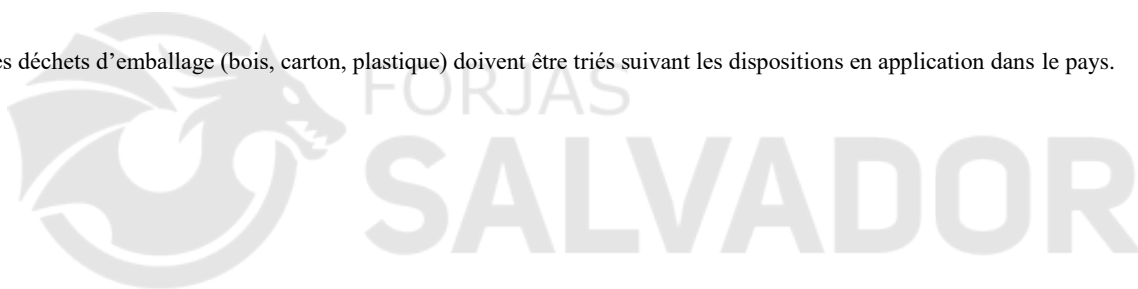 es déchets d’emballage (bois, carton, plastique) doivent être triés suivant les dispositions en application dans le pays.
FORJAS
SALVADOR